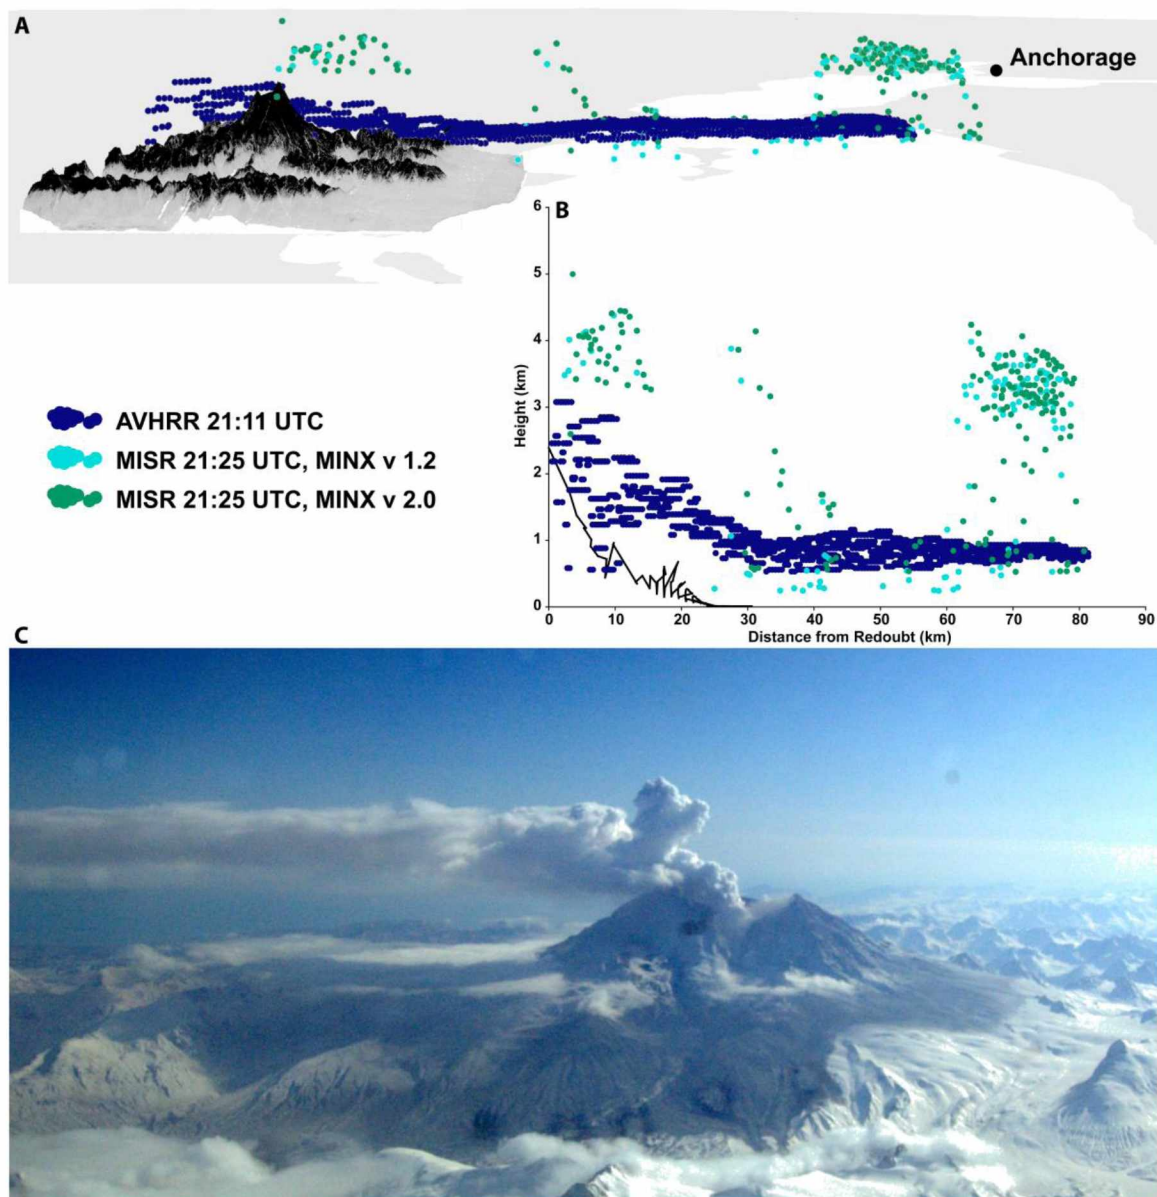 A
Anchorage
B
6
5
4
3
2
1
0
Height (km)
0 10 20 30 40 50 60 70 80 90
Distance from Redoubt (km)
AVHRR 21:11 UTC
MISR 21:25 UTC, MINX v 1.2
MISR 21:25 UTC, MINX v 2.0
C